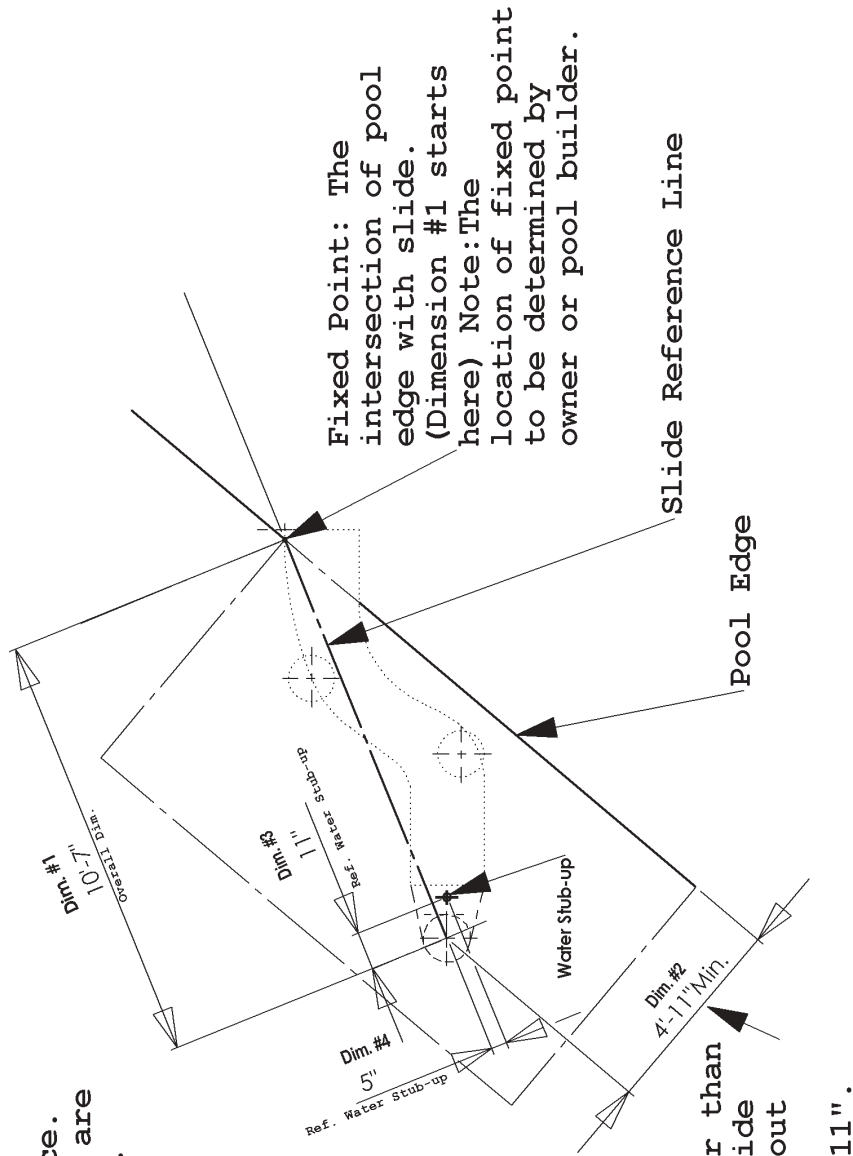 ce.
are
Fixed Point: The
intersection of pool
edge with slide.
(Dimension #1 starts
here) Note:The
location of fixed point
to be determined by
owner or pool builder.
Slide Reference Line
Pool Edge
Dim. #1
10'-7"
Overall Dim.
Dim. #3
11"
Ref. Water Stub-up
Water Stub-up
Dim. #4
5"
Ref. Water Stub-up
Dim. #2
4'-11"Min.
r than
ide
out
11".